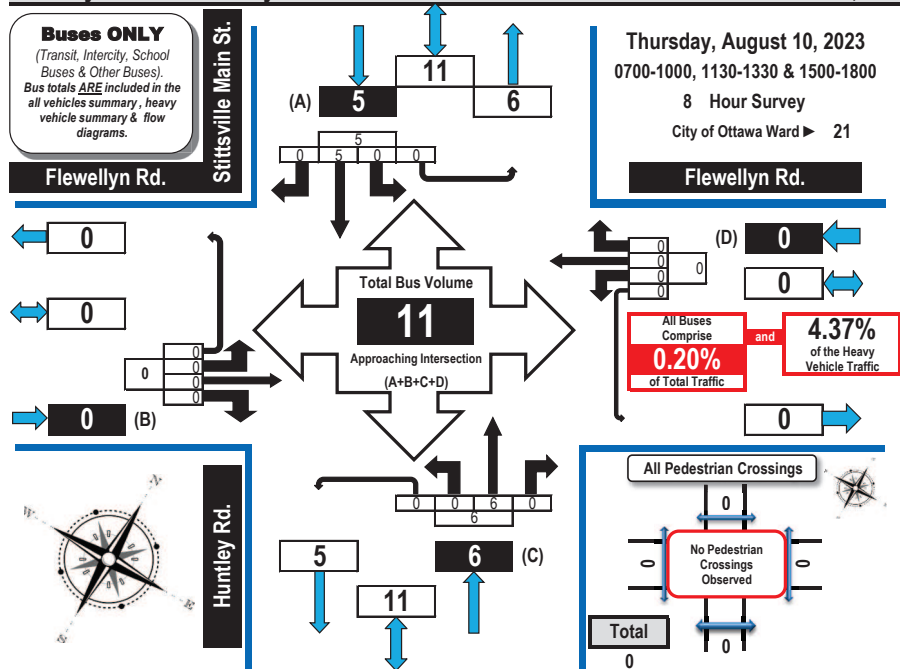 Buses ONLY
(Transit, Intercity, School
Buses & Other Buses).
Bus totals ARE included in the
all vehicles summary , heavy
vehicle summary & flow
diagrams.
Stittsville Main St.
Flewellyn Rd.
11
(A)
5
6
5
0 5 0 0
Thursday, August 10, 2023
0700-1000, 1130-1330 & 1500-1800
8 Hour Survey
City of Ottawa Ward ► 21
Flewellyn Rd.
0
0
0
0
0
0
0
0
(B)
Total Bus Volume
11
Approaching Intersection
(A+B+C+D)
0
0
0
0
0
(D)
0
0
All Buses
Comprise
0.20%
of Total Traffic
and
4.37%
of the Heavy
Vehicle Traffic
0
N
W
E
S
Huntley Rd.
0 0 6 0
6
5
6
(C)
11
All Pedestrian Crossings
0
0
No Pedestrian
Crossings
Observed
0
0
Total
0